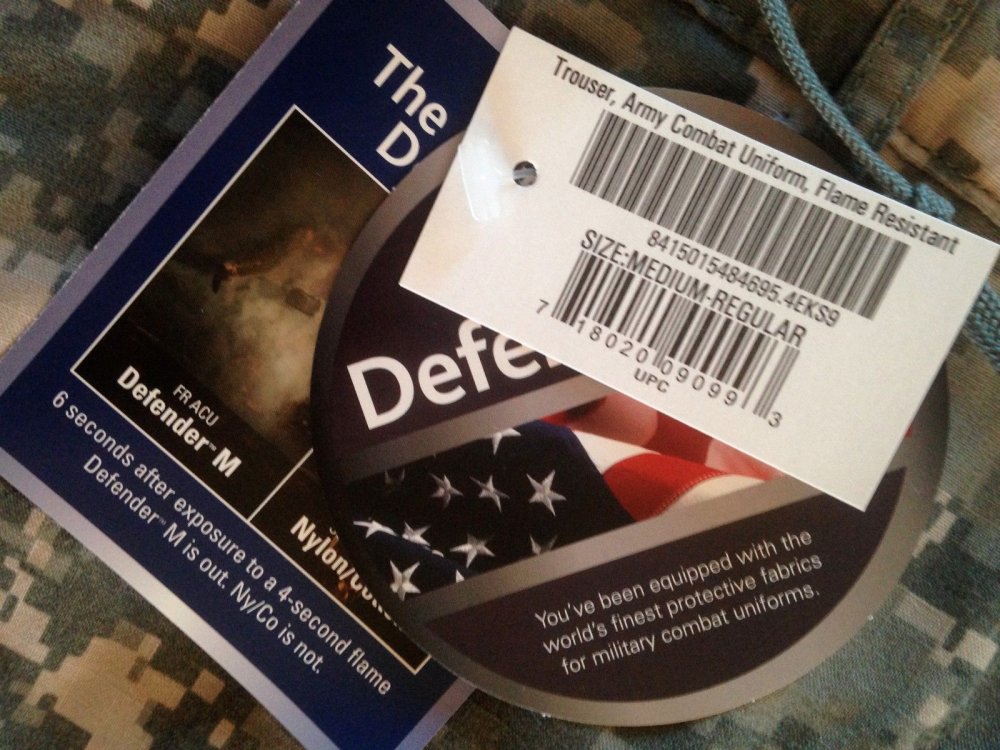 The
D
FR ACU
Defender™ M
Nylon/Co
6 seconds after exposure to a 4-second flame
Defender™ M is out. Ny/Co is not.
Trouser, Army Combat Uniform, Flame Resistant
8415015484695.4EKS9
SIZE:MEDIUM-REGULAR
7 18020 09099 3
UPC
Defe
You've been equipped with the
world's finest protective fabrics
for military combat uniforms.